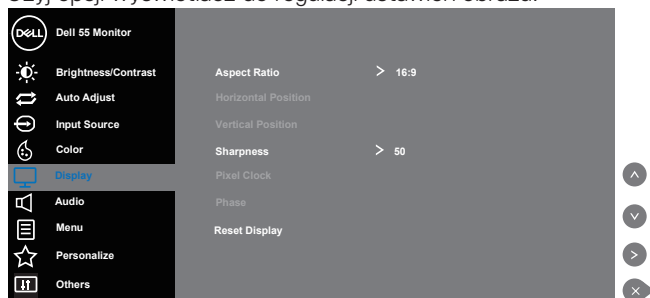 Dell 55 Monitor
Brightness/Contrast
Auto Adjust
Input Source
Color
Display
Audio
Menu
Personalize
Others
Aspect Ratio > 16:9
Horizontal Position
Vertical Position
Sharpness > 50
Pixel Clock
Phase
Reset Display